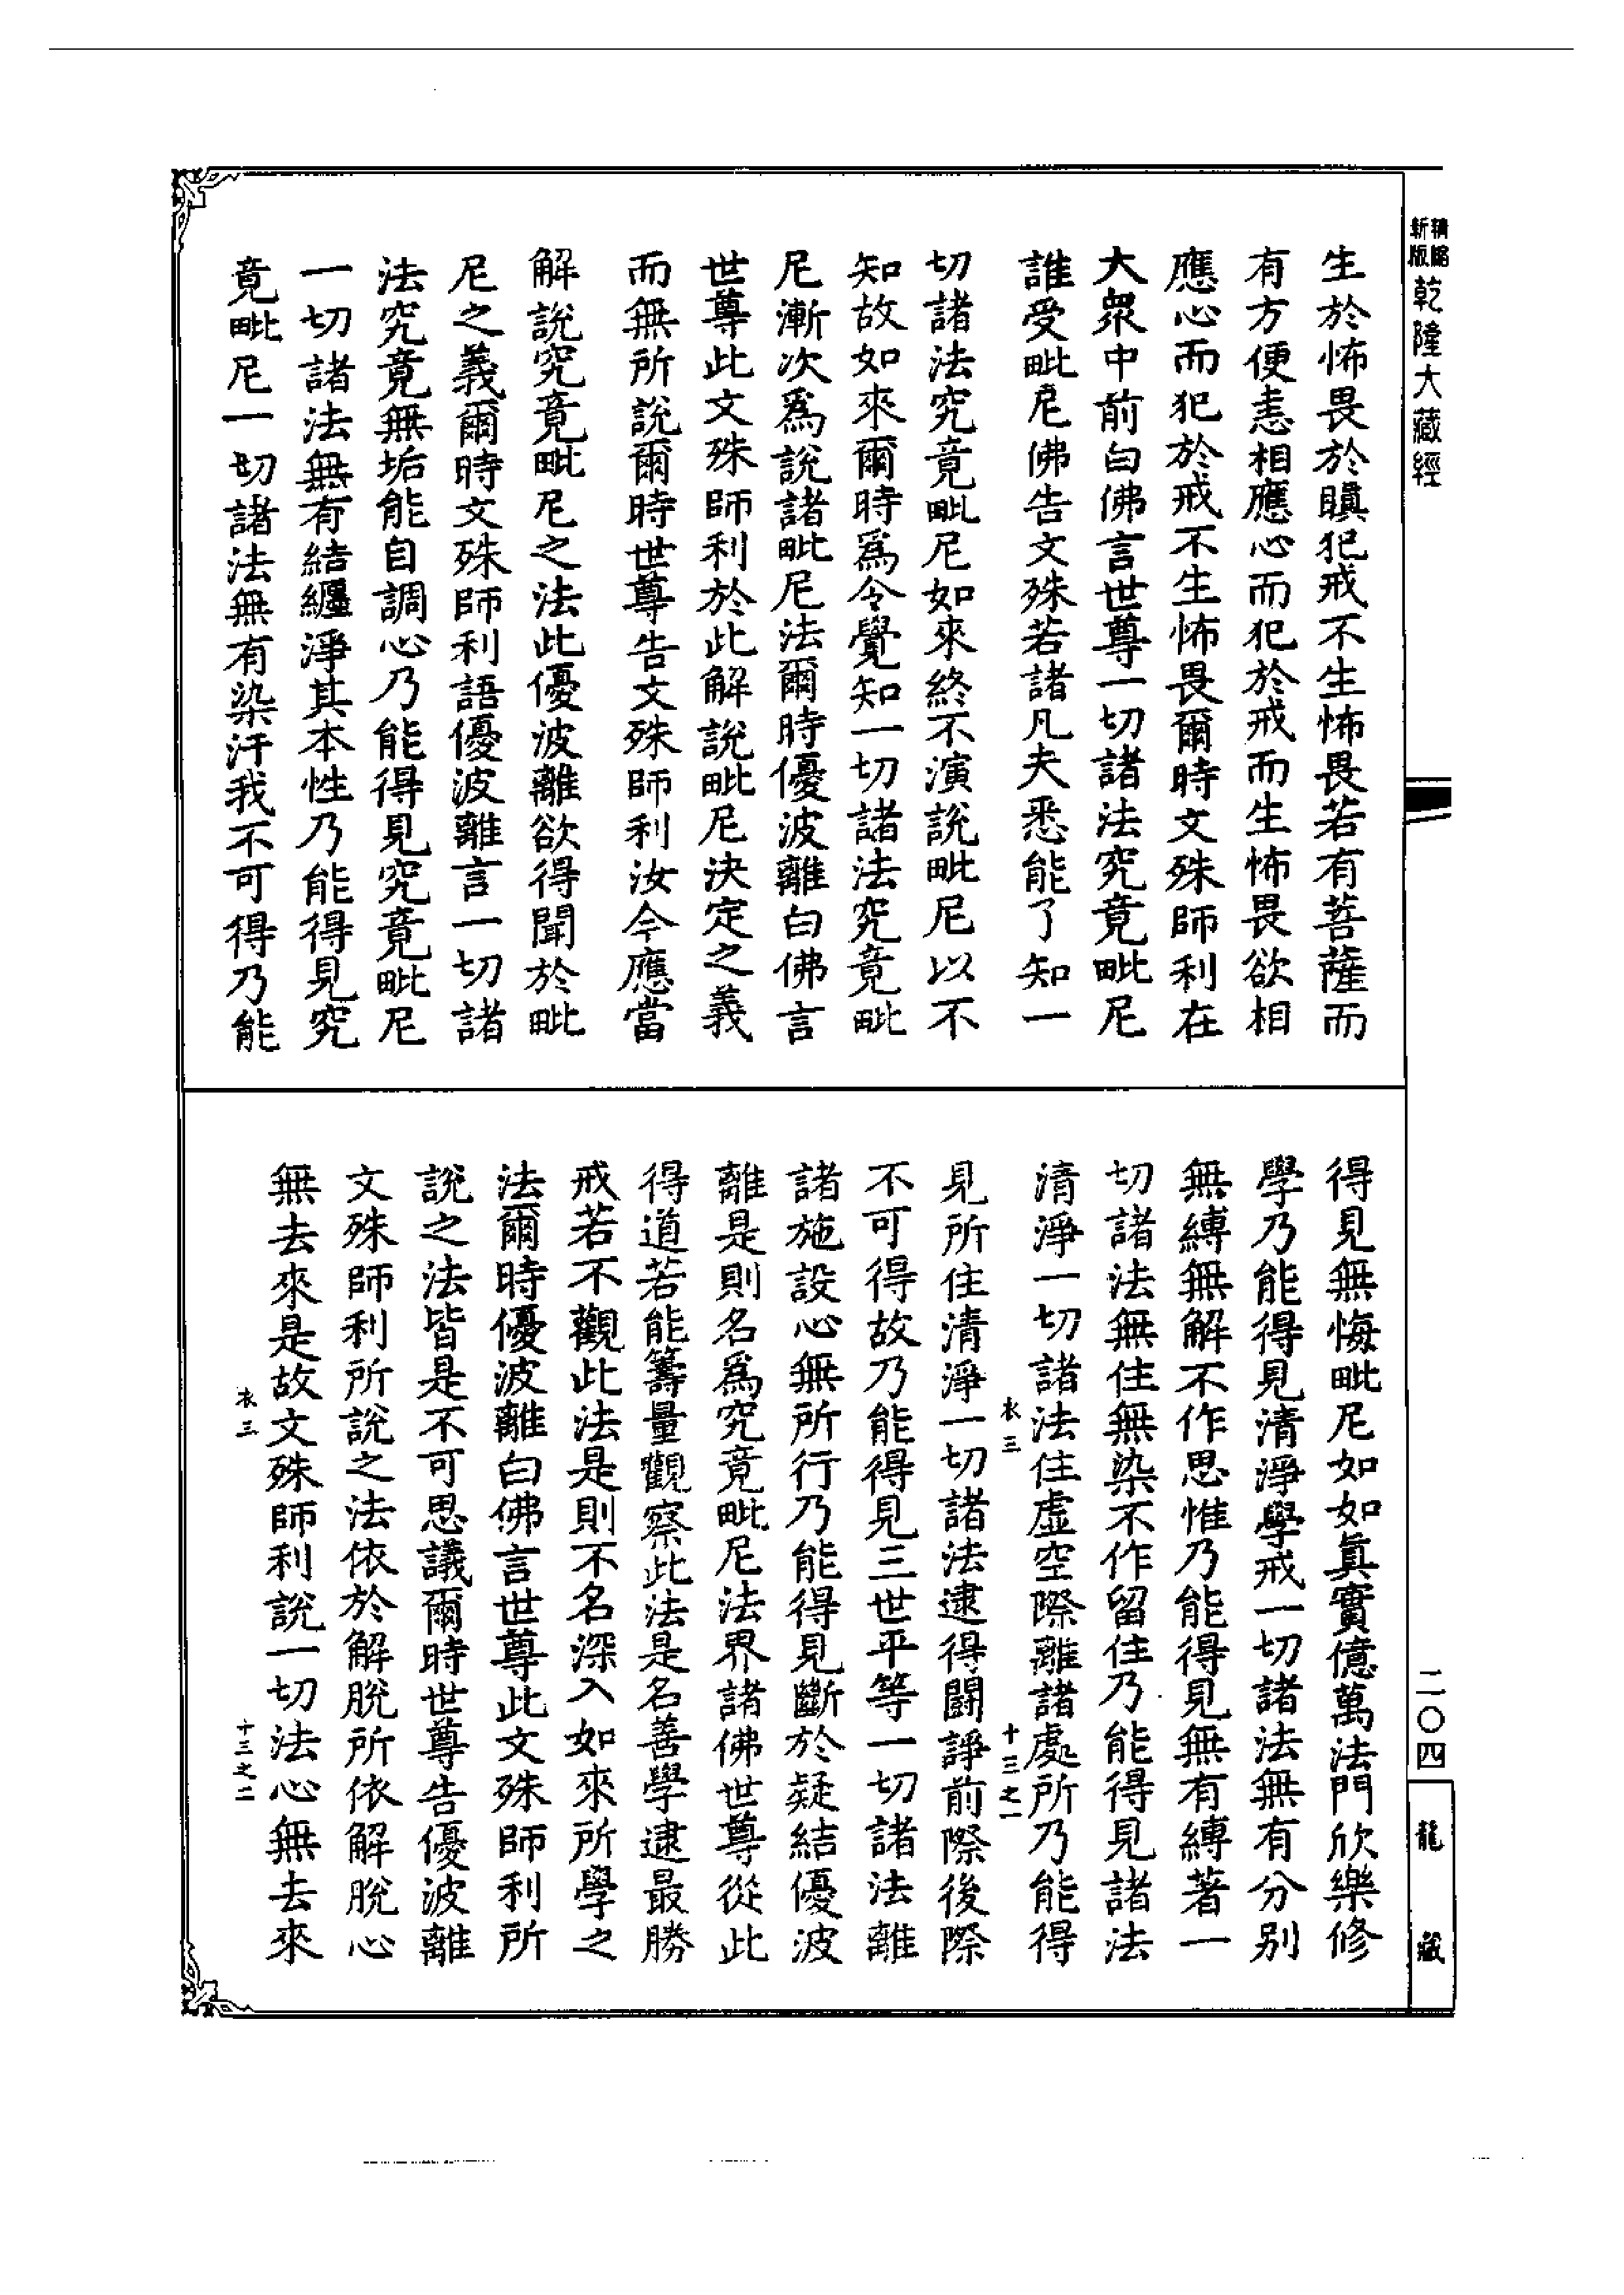 精縮新版乾隆大藏經
生於怖畏於瞋犯戒不生怖畏若有菩薩而
有方便恚相應心而犯於戒而生怖畏欲相
應心而犯於戒不生怖畏爾時文殊師利在
大衆中前白佛言世尊一切諸法究竟毗尼
誰受毗尼佛告文殊若諸凡夫悉能了知一
切諸法究竟毗尼如來終不演說毗尼以不
知故如來爾時爲令覺知一切諸法究竟毗
尼漸次爲說諸毗尼法爾時優波離白佛言
世尊此文殊師利於此解說毗尼決定之義
而無所說爾時世尊告文殊師利汝今應當
解說究竟毗尼之法此優波離欲得聞於毗
尼之義爾時文殊師利語優波離言一切諸
法究竟無垢能自調心乃能得見究竟毗尼
一切諸法無有結纏淨其本性乃能得見究
竟毗尼一切諸法無有染汙我不可得乃能
得見無悔毗尼如如眞實億萬法門欣樂修
學乃能得見清淨學戒一切諸法無有分別
無縛無解不作思惟乃能得見無有縛著一
切諸法無住無染不作留住乃能得見諸法
清淨一切諸法住虛空際離諸處所乃能得
衣三 十三之一
見所住清淨一切諸法逮得鬪諍前際後際
不可得故乃能得見三世平等一切諸法離
諸施設心無所行乃能得見斷於疑結優波
離是則名爲究竟毗尼法界諸佛世尊從此
得道若能籌量觀察此法是名善學逮最勝
戒若不觀此法是則不名深入如來所學之
法爾時優波離白佛言世尊此文殊師利所
說之法皆是不可思議爾時世尊告優波離
文殊師利所說之法依於解脫所依解脫心
無去來是故文殊師利說一切法心無去來
衣三 十三之二
二〇四
龍藏